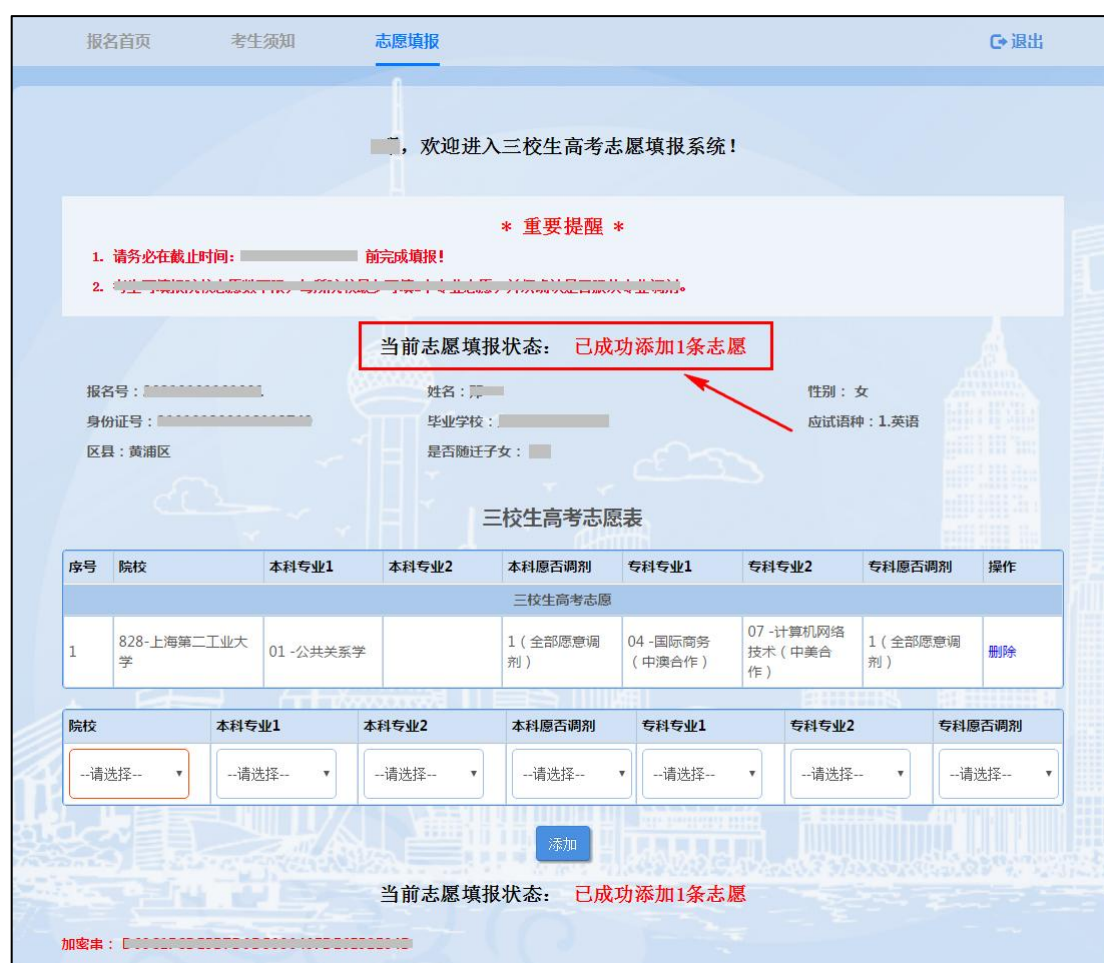 报名首页 考生须知 志愿填报 退出
，欢迎进入三校生高考志愿填报系统！
* 重要提醒 *
1. 请务必在截止时间： 前完成填报！
2.
当前志愿填报状态： 已成功添加1条志愿
报名号： 姓名： 性别： 女
身份证号： 毕业学校： 应试语种：1.英语
区县：黄浦区 是否随迁子女：
三校生高考志愿表
序号 院校 本科专业1 本科专业2 本科愿否调剂 专科专业1 专科专业2 专科愿否调剂 操作
三校生高考志愿
1 828-上海第二工业大学 01 -公共关系学 1（全部愿意调剂） 04 -国际商务（中澳合作） 07 -计算机网络技术（中美合作） 1（全部愿意调剂） 删除
院校 本科专业1 本科专业2 本科愿否调剂 专科专业1 专科专业2 专科愿否调剂
--请选择-- --请选择-- --请选择-- --请选择-- --请选择-- --请选择-- --请选择--
添加
当前志愿填报状态： 已成功添加1条志愿
加密串：